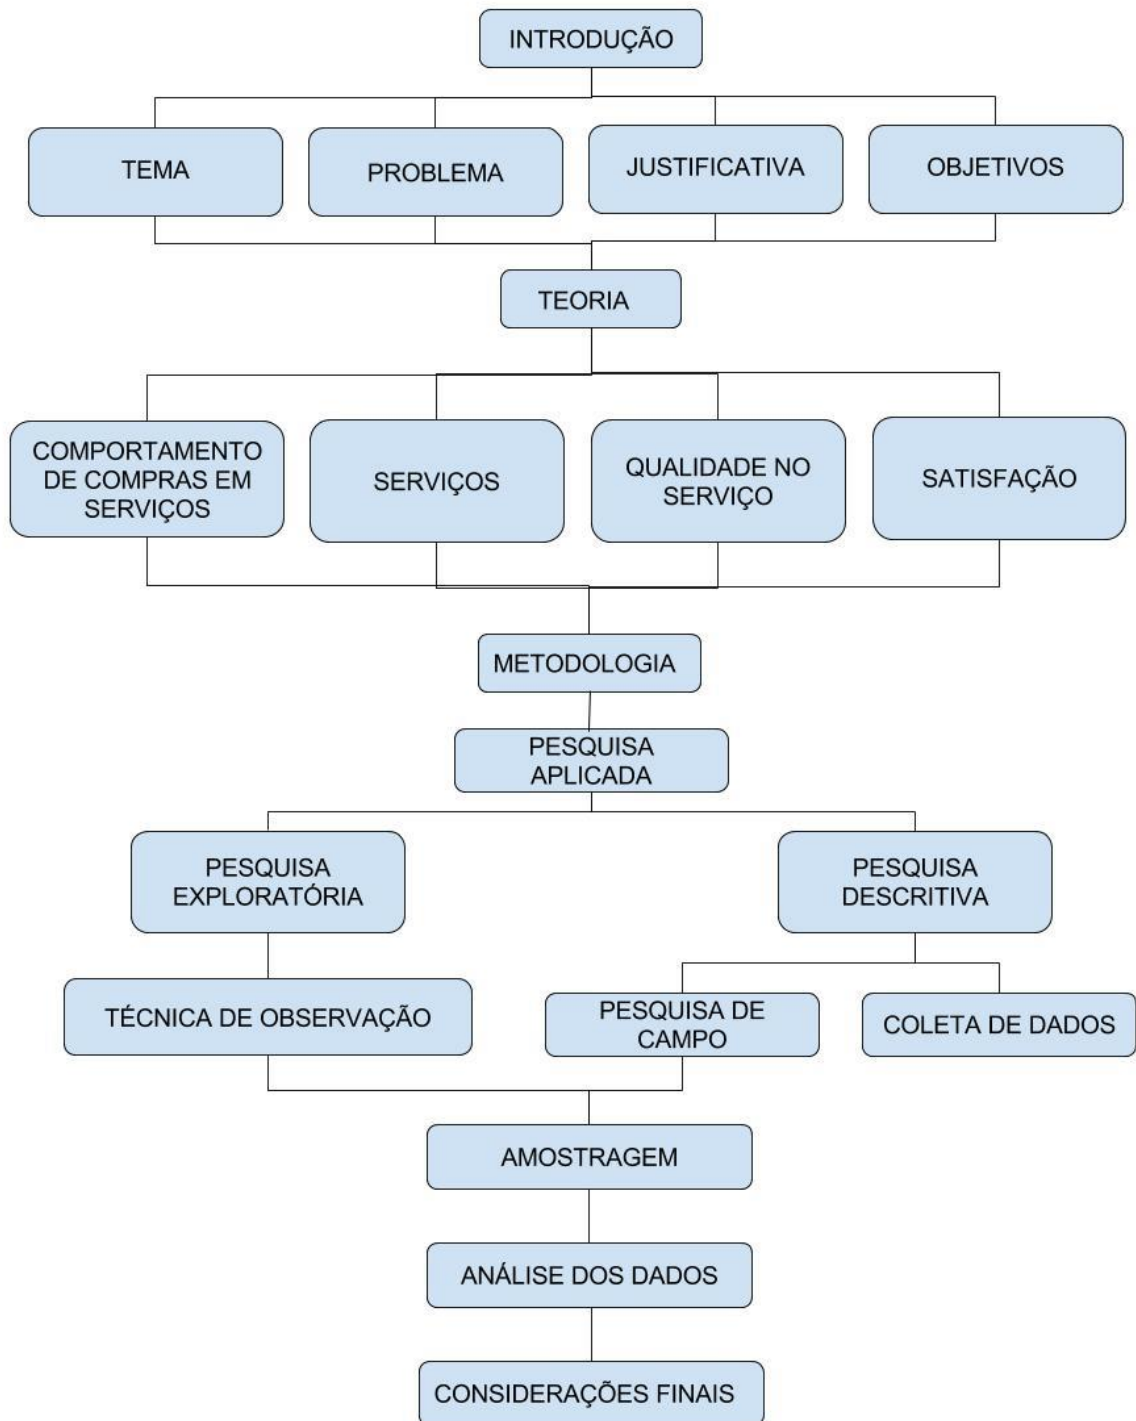 INTRODUÇÃO
TEMA
PROBLEMA
JUSTIFICATIVA
OBJETIVOS
TEORIA
COMPORTAMENTO
DE COMPRAS EM
SERVIÇOS
SERVIÇOS
QUALIDADE NO
SERVIÇO
SATISFAÇÃO
METODOLOGIA
PESQUISA
APLICADA
PESQUISA
EXPLORATÓRIA
PESQUISA
DESCRITIVA
TÉCNICA DE OBSERVAÇÃO
PESQUISA DE
CAMPO
COLETA DE DADOS
AMOSTRAGEM
ANÁLISE DOS DADOS
CONSIDERAÇÕES FINAIS